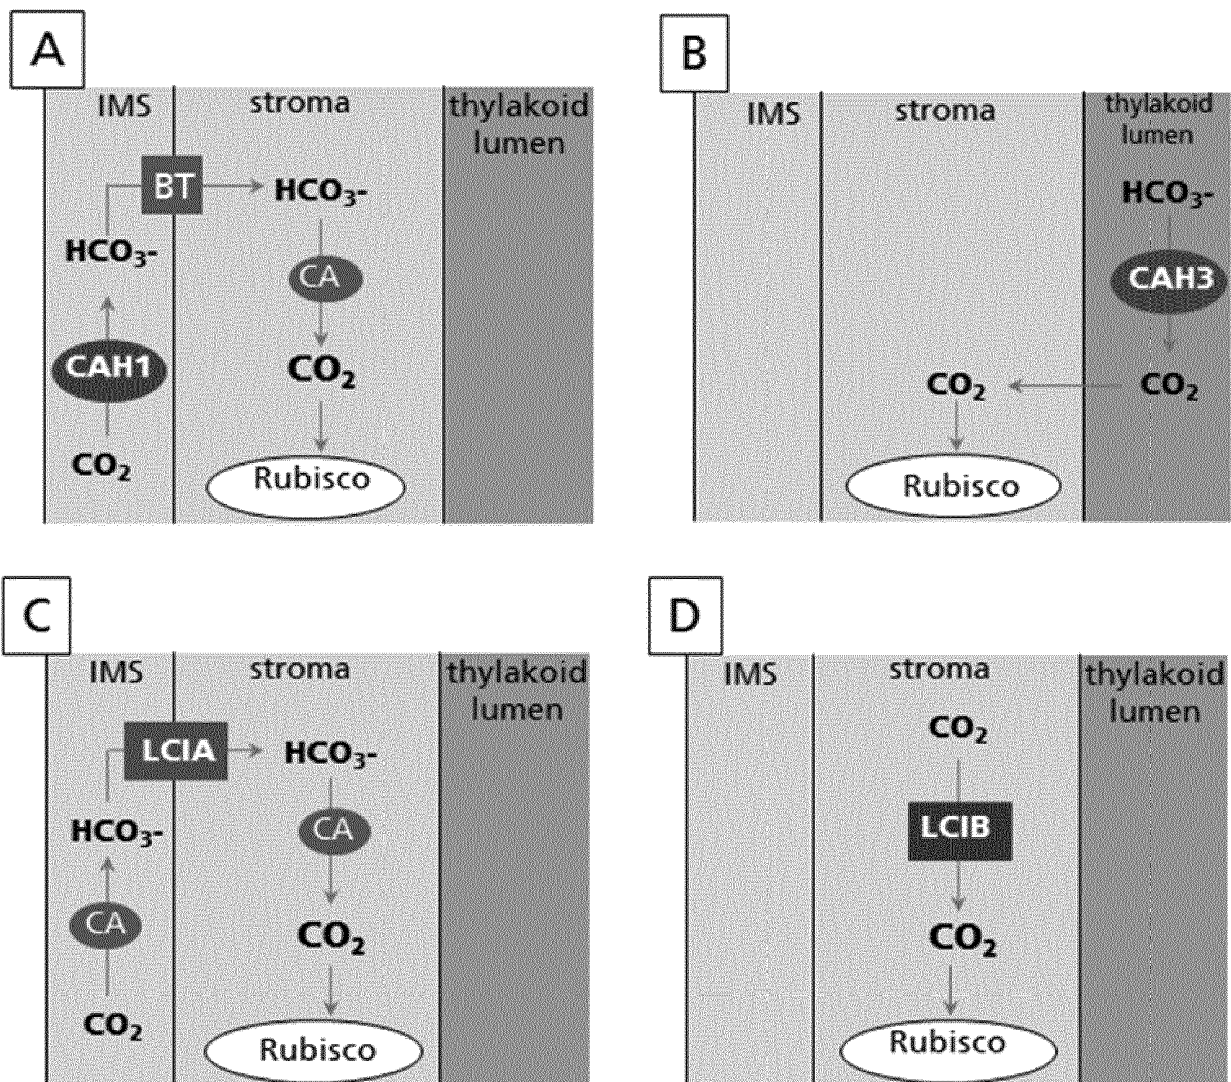 A
IMS
stroma
thylakoid
lumen
BT
HCO₃-
HCO₃-
CA
CAH1
CO₂
CO₂
Rubisco
B
IMS
stroma
thylakoid
lumen
HCO₃-
CAH3
CO₂
CO₂
Rubisco
C
IMS
stroma
thylakoid
lumen
LCIA
HCO₃-
HCO₃-
CA
CA
CO₂
CO₂
Rubisco
D
IMS
stroma
thylakoid
lumen
CO₂
LCIB
CO₂
Rubisco